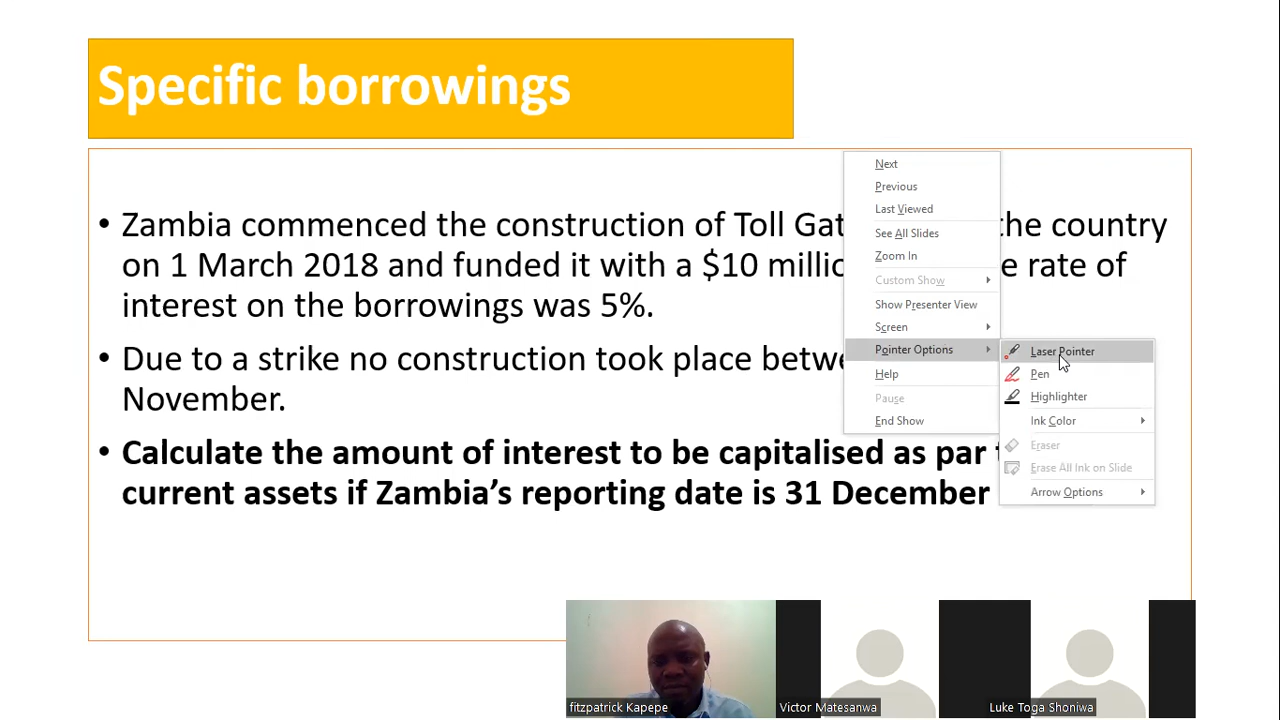 Specific borrowings
• Zambia commenced the construction of Toll the country
on 1 March 2018 and funded it with a $10 rate of
interest on the borrowings was 5%.
• Due to a strike no construction took place
November.
• Calculate the amount of interest to be capitalised as
current assets if Zambia’s reporting date is 31 December
Next
Previous
Last Viewed
See All Slides
Zoom In
Custom Show
Show Presenter View
Screen
Pointer Options
Help
Pause
End Show
Laser Pointer
Pen
Highlighter
Ink Color
Eraser
Erase All Ink on Slide
Arrow Options
fitzpatrick Kapepe
Victor Matesanwa
Luke Toga Shoniwa